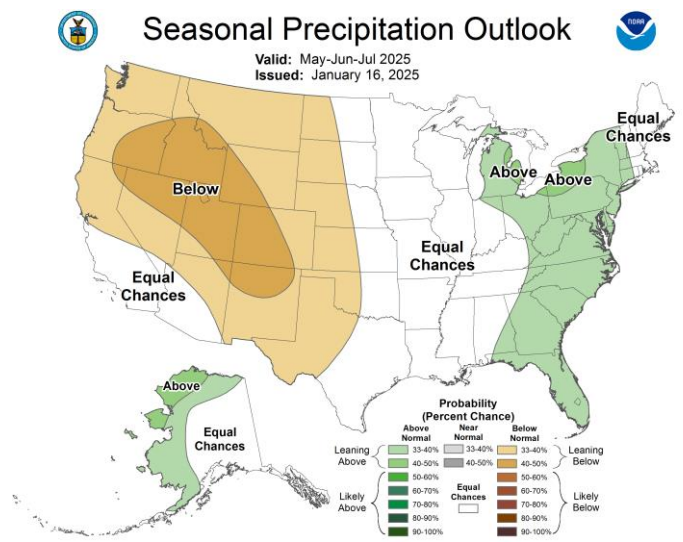 Seasonal Precipitation Outlook
NOAA
Valid: May-Jun-Jul 2025
Issued: January 16, 2025
Equal
Chances
Above
Above
Below
Equal
Chances
Equal
Chances
Above
Equal
Chances
Probability
(Percent Chance)
Above
Normal
Near
Normal
Below
Normal
Leaning
Above
33-40%
40-50%
33-40%
40-50%
33-40%
40-50%
Leaning
Below
Likely
Above
50-60%
60-70%
70-80%
80-90%
90-100%
Equal
Chances
50-60%
60-70%
70-80%
80-90%
90-100%
Likely
Below